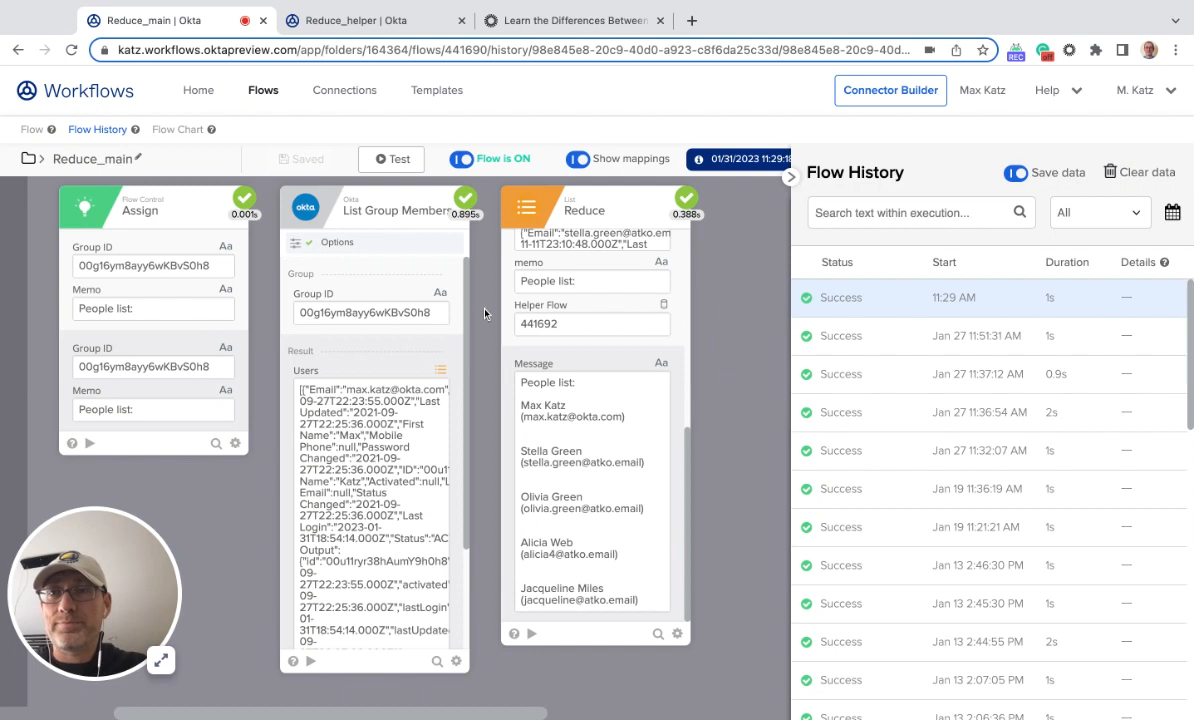 Reduce_main | Okta
Reduce_helper | Okta
Learn the Differences Between
katz.workflows.oktapreview.com/app/folders/164364/flows/441690/history/98e845e8-20c9-40d0-a923-c8f6da25c33d/98e845e8-20c9-40d...
REC
off
Workflows
Home
Flows
Connections
Templates
Connector Builder
Max Katz
Help
M. Katz
Flow
Flow History
Flow Chart
Reduce_main
Saved
Test
Flow is ON
Show mappings
01/31/2023 11:29:18
Flow Control
Assign
0.001s
Group ID Aa
00g16ym8ayy6wKBvS0h8
Memo Aa
People list:
Group ID Aa
00g16ym8ayy6wKBvS0h8
Memo Aa
People list:
okta
Okta
List Group Members
0.895s
Options
Group
Group ID Aa
00g16ym8ayy6wKBvS0h8
Result
Users
[{"Email":"max.katz@okta.com",
09-27T22:23:55.000Z","Last
Updated":"2021-09-
27T22:25:36.000Z","First
Name":"Max","Mobile
Phone":null,"Password
Changed":"2021-09-
27T22:25:36.000Z","ID":"00u1
Name":"Katz","Activated":null,"L
Email":null,"Status
Changed":"2021-09-
27T22:25:36.000Z","Last
Login":"2023-01-
31T18:54:14.000Z","Status":"AC
Output":
{"id":"00u11ryr38hAumY9h0h8"
09-
27T22:23:55.000Z","activated"
09-
27T22:25:36.000Z","lastLogin"
01-
31T18:54:14.000Z","lastUpdated
09-
List
Reduce
0.388s
{"Email":"stella.green@atko.em
11-11T23:10:48.000Z","Last
memo Aa
People list:
Helper Flow
441692
Message Aa
People list:
Max Katz
(max.katz@okta.com)
Stella Green
(stella.green@atko.email)
Olivia Green
(olivia.green@atko.email)
Alicia Web
(alicia4@atko.email)
Jacqueline Miles
(jacqueline@atko.email)
Flow History
Save data
Clear data
Search text within execution...
All
Status Start Duration Details
Success 11:29 AM 1s —
Success Jan 27 11:51:31 AM 1s —
Success Jan 27 11:37:12 AM 0.9s —
Success Jan 27 11:36:54 AM 2s —
Success Jan 27 11:32:07 AM 1s —
Success Jan 19 11:36:19 AM 1s —
Success Jan 19 11:21:21 AM 1s —
Success Jan 13 2:46:30 PM 1s —
Success Jan 13 2:45:30 PM 1s —
Success Jan 13 2:44:55 PM 2s —
Success Jan 13 2:07:05 PM 1s —
Success Jan 13 2:06:36 PM 1s —